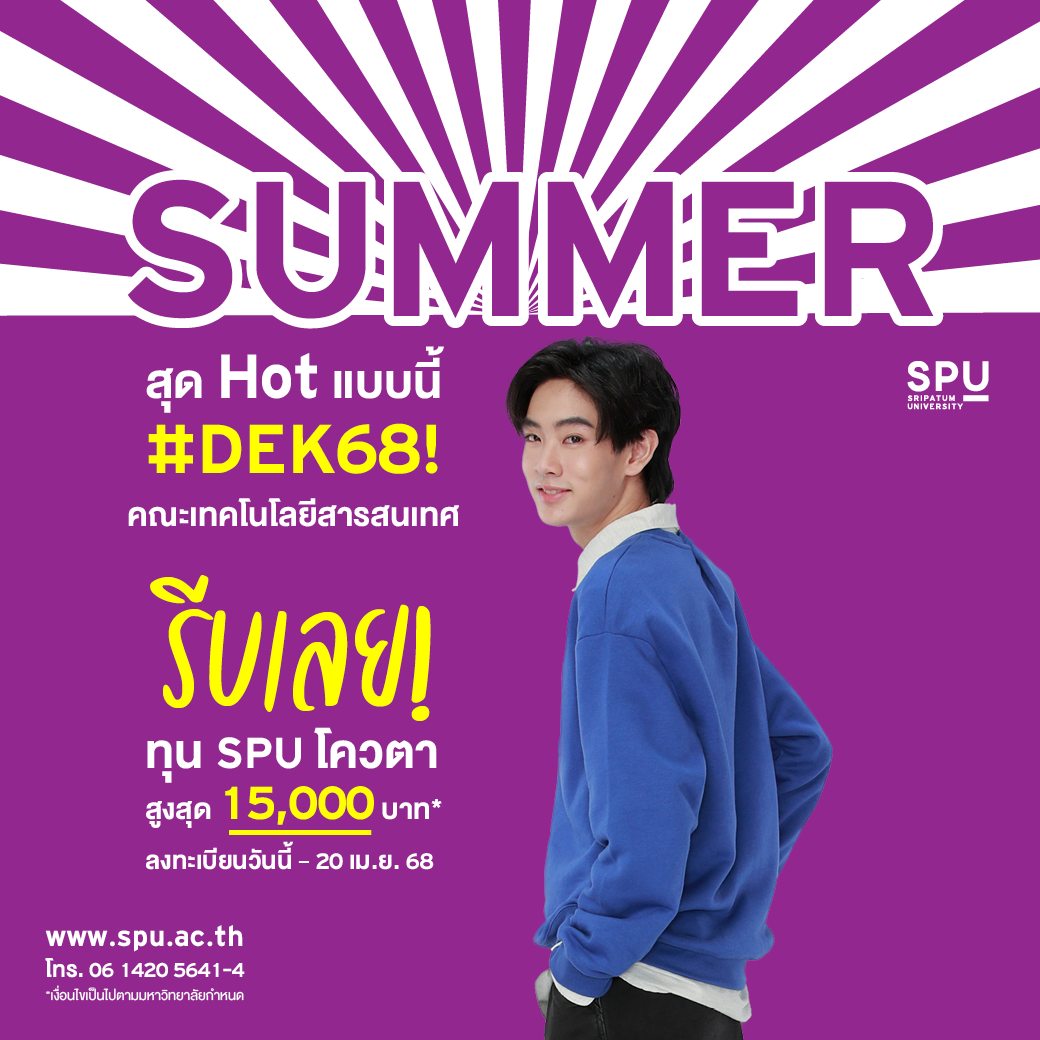 SUMMER
สุด Hot แบบนี้
#DEK68!
คณะเทคโนโลยีสารสนเทศ
SPU
SRIPATUM
UNIVERSITY
รีบเลย!
ทุน SPU โควตา
สูงสุด 15,000 บาท*
ลงทะเบียนวันนี้ – 20 เม.ย. 68
www.spu.ac.th
โทร. 06 1420 5641-4
*เงื่อนไขเป็นไปตามมหาวิทยาลัยกำหนด